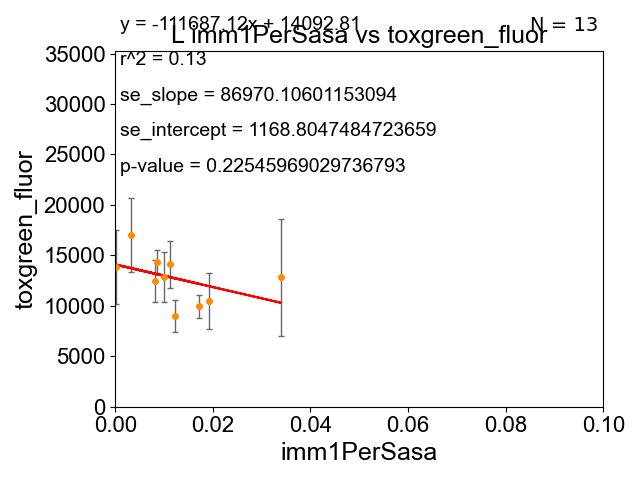 y = -111687.12x + 14092.81
N = 13
L imm1PerSasa vs toxgreen_fluor
r^2 = 0.13
se_slope = 86970.10601153094
se_intercept = 1168.8047484723659
p-value = 0.22545969029736793
35000
30000
25000
20000
15000
10000
5000
0
toxgreen_fluor
0.00
0.02
0.04
0.06
0.08
0.10
imm1PerSasa